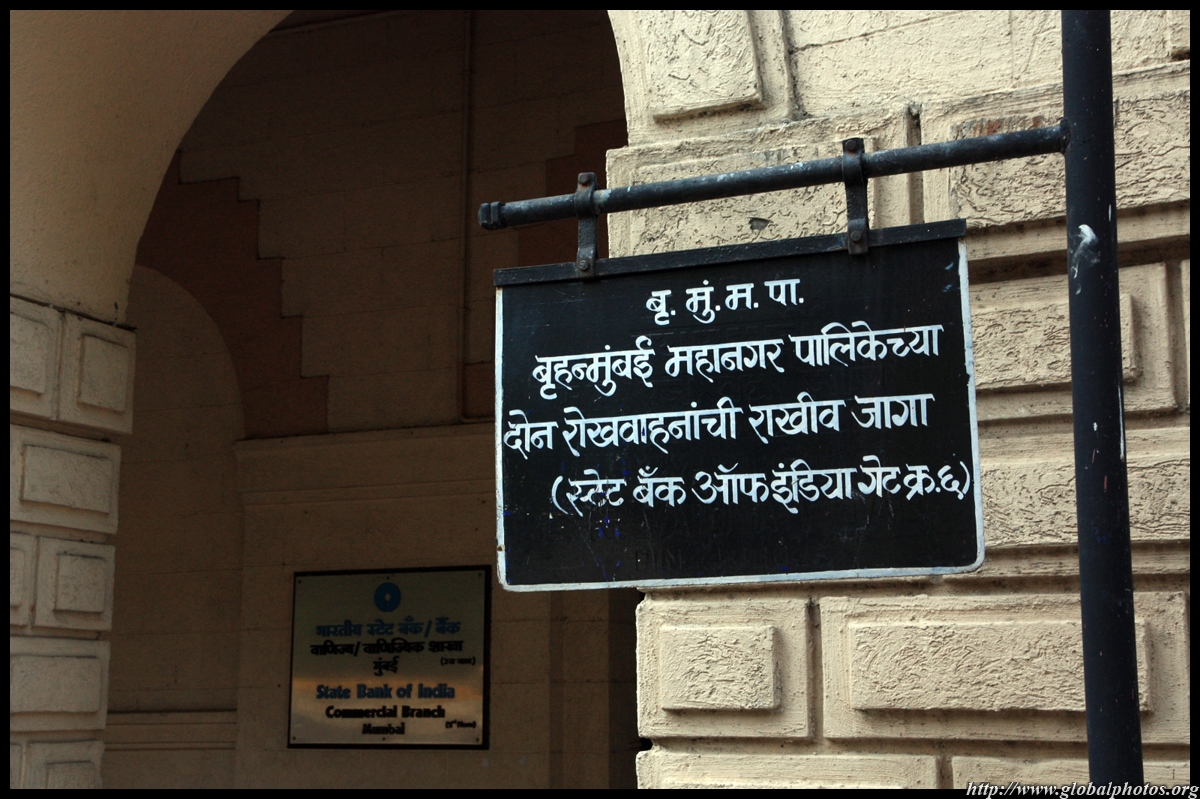 बृ. मुं. म. पा.
बृहन्मुंबई महानगर पालिकेच्या
दोन रोखवाहनांची राखीव जागा
(स्टेट बँक ऑफ इंडिया गेट क्र.६)
भारतीय स्टेट बँक/बैंक
वाणिज्य/वाणिज्यिक शाखा
मुंबई
State Bank of India
Commercial Branch
Mumbai
http://www.globalphotos.org